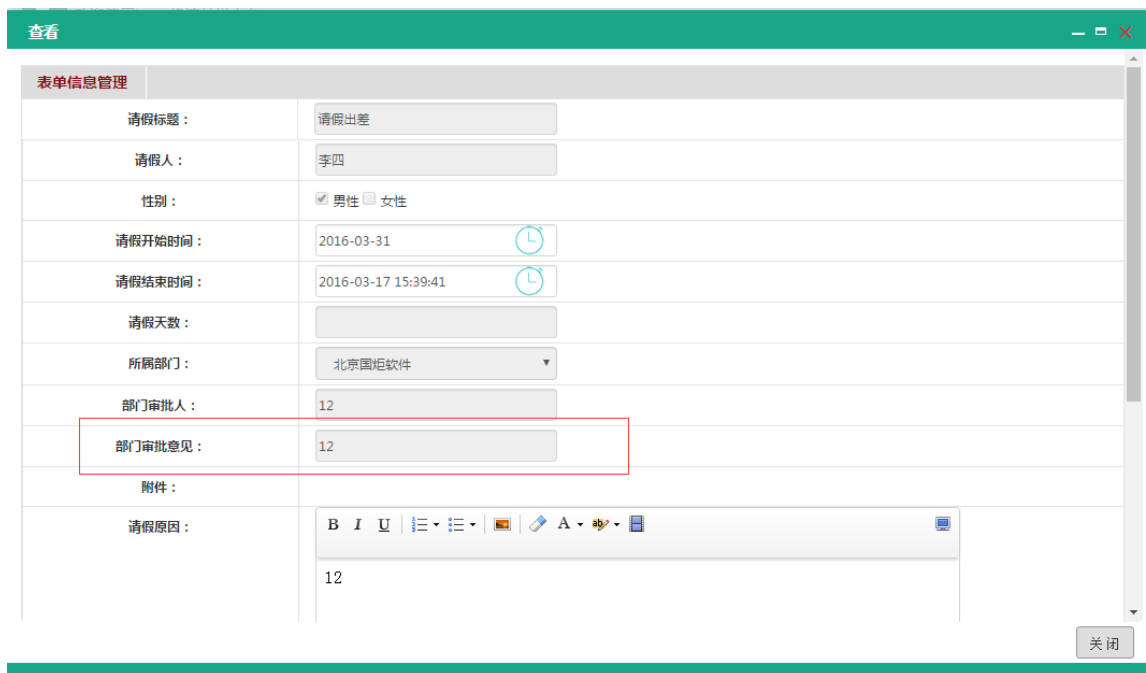 查看
表单信息管理
请假标题： 请假出差
请假人： 李四
性别： 男性 女性
请假开始时间： 2016-03-31
请假结束时间： 2016-03-17 15:39:41
请假天数：
所属部门： 北京国炬软件
部门审批人： 12
部门审批意见： 12
附件：
请假原因： B I U A ab
12
关闭